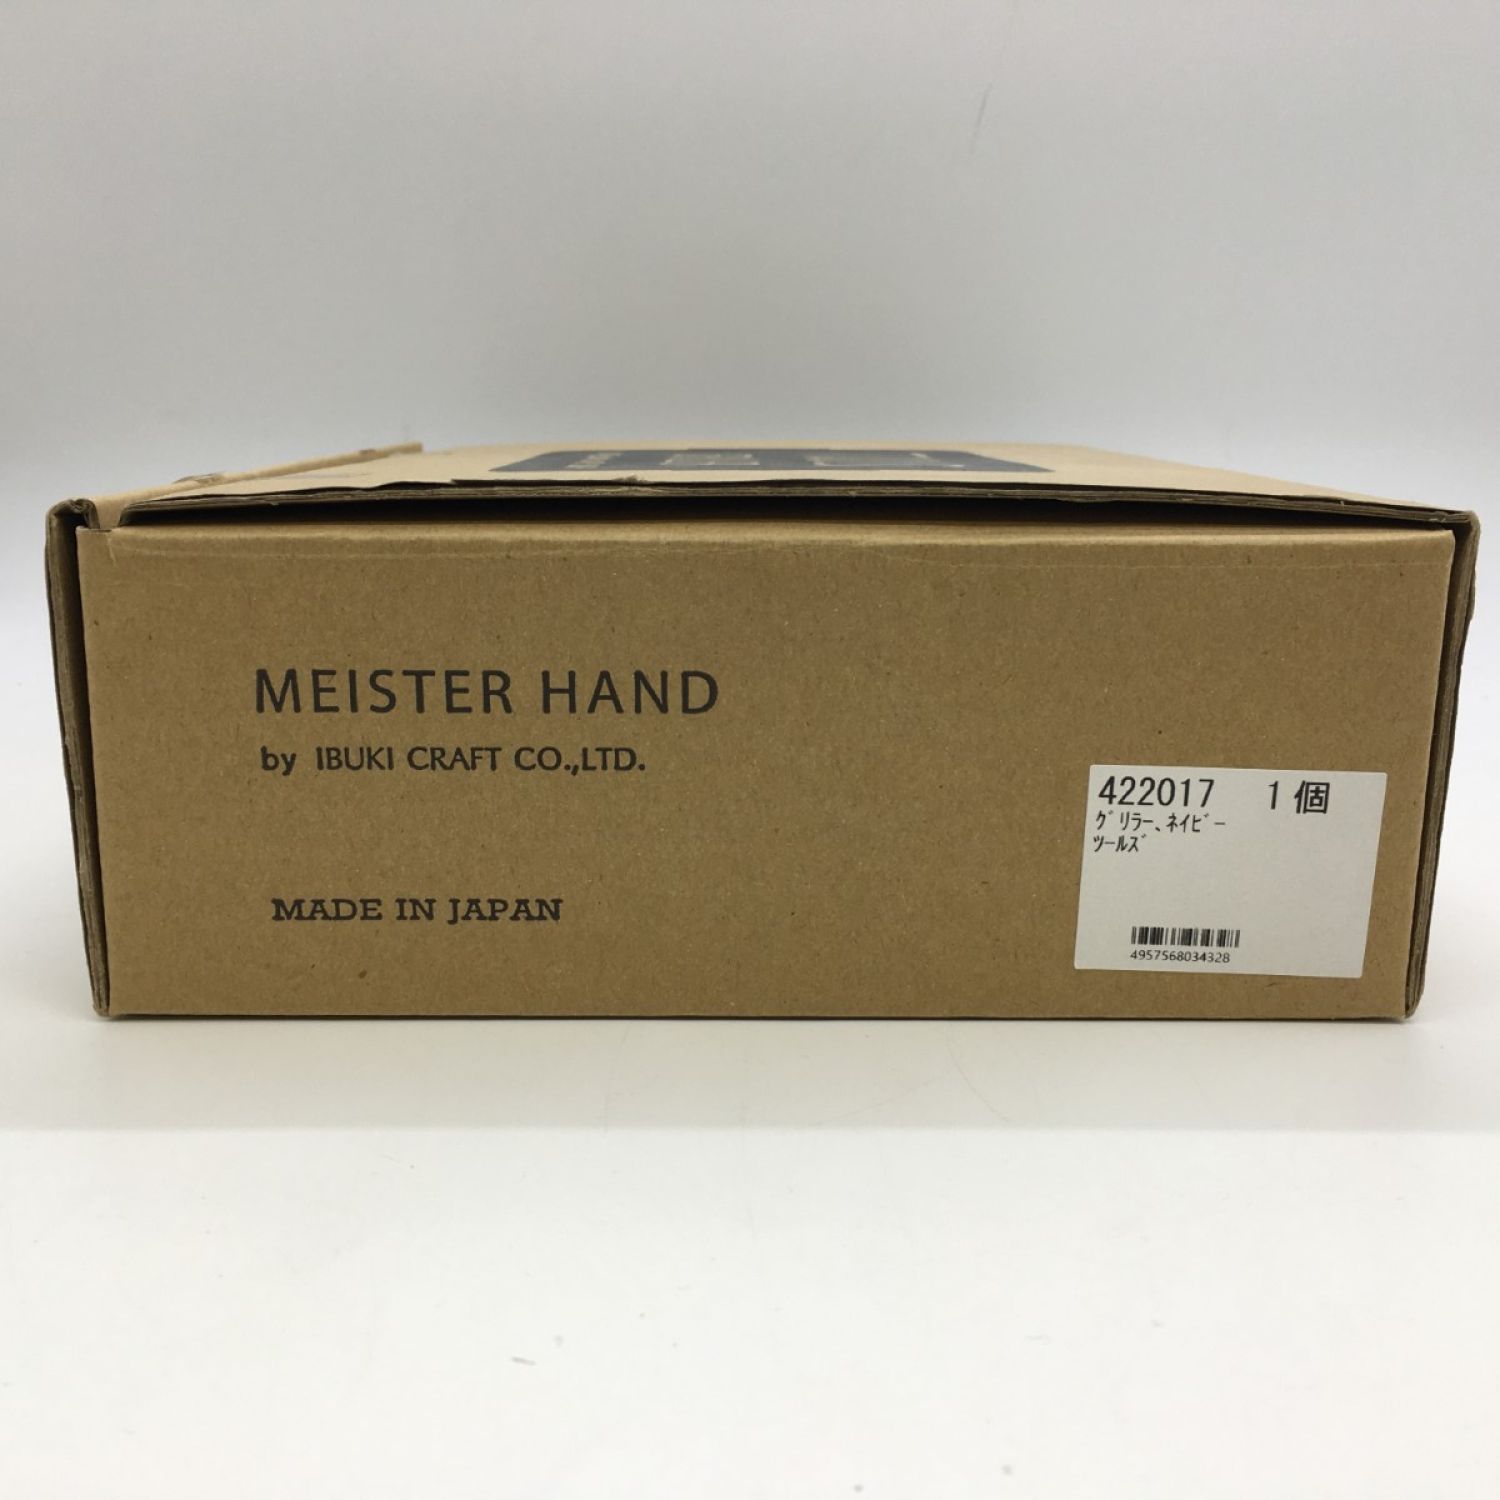 MEISTER HAND
by IBUKI CRAFT CO.,LTD.
MADE IN JAPAN
422017 1個
ｸﾞﾘﾗｰ､ﾈｲﾋﾞｰ
ﾂｰﾙｽﾞ
4957568034328